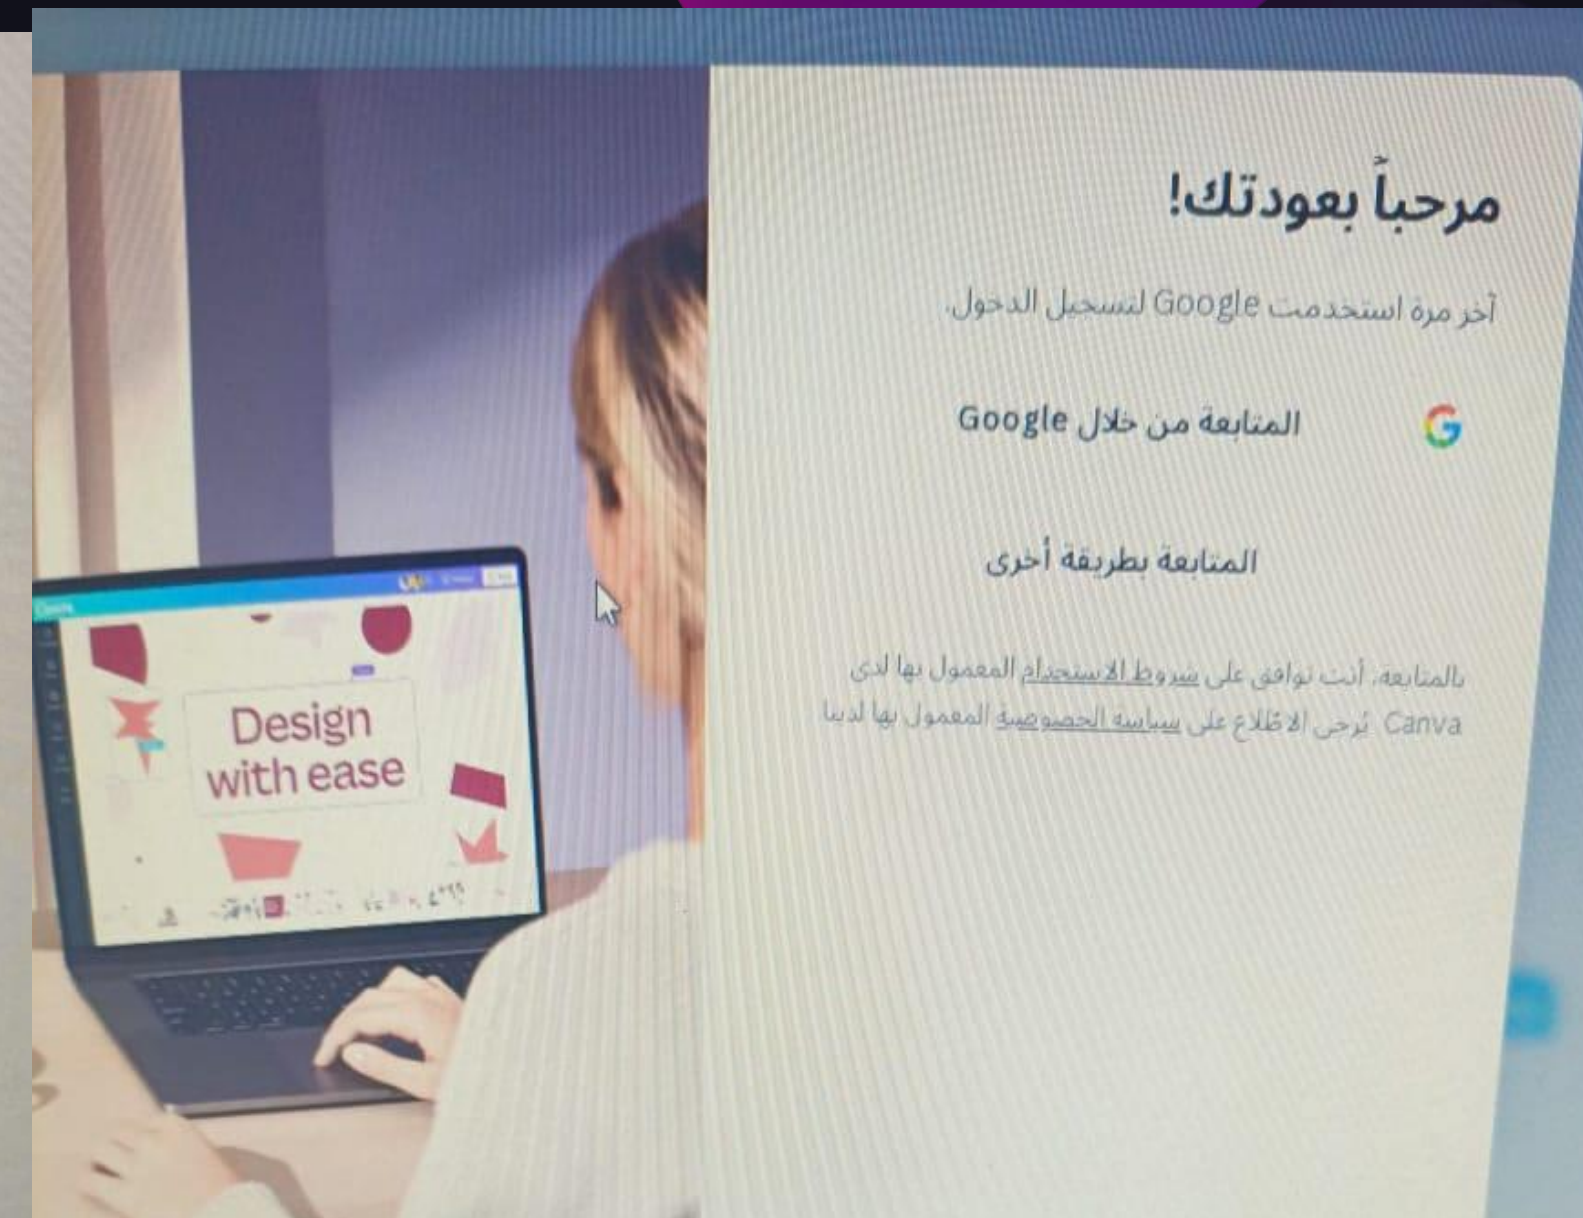 مرحباً بعودتك!
آخر مرة استخدمت Google لتسجيل الدخول.
المتابعة من خلال Google
المتابعة بطريقة أخرى
بالمتابعة، أنت توافق على شروط الاستخدام المعمول بها لدى
Canva. يُرجى الاطّلاع على سياسة الخصوصية المعمول بها لدينا
Canva
Design
with ease